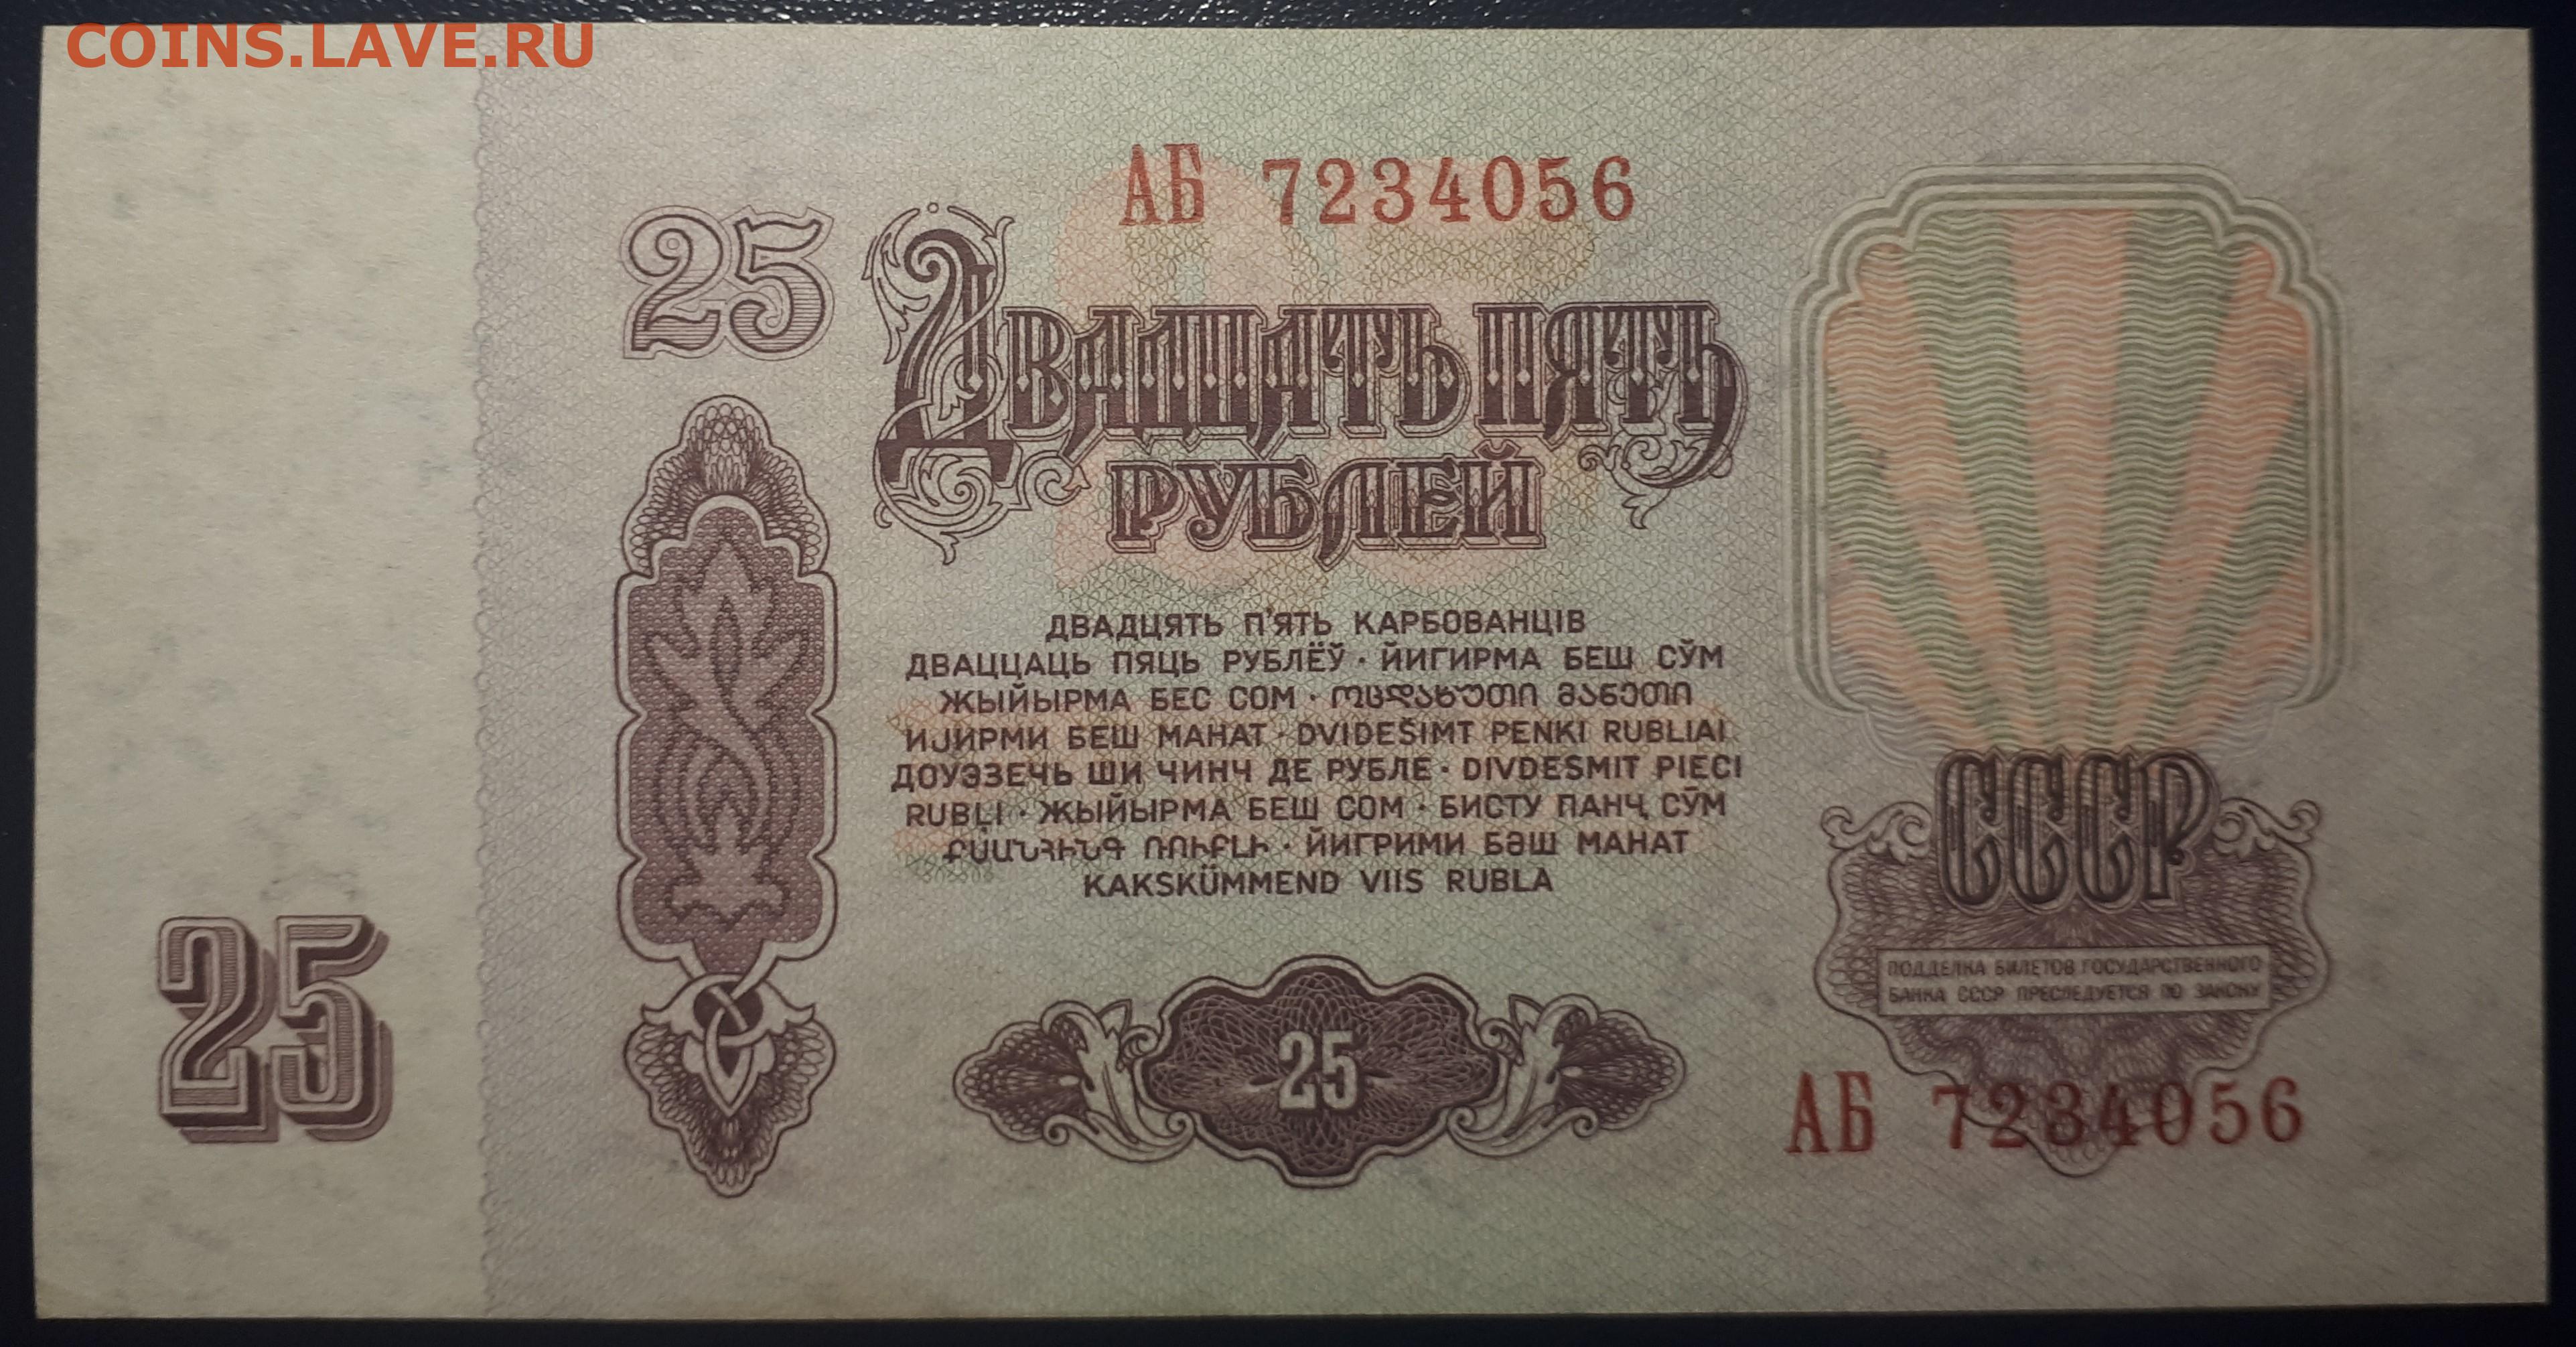 COINS.LAVE.RU
АБ 7234056
25
ДВАДЦАТЬ ПЯТЬ
РУБЛЕЙ
ДВАДЦЯТЬ П'ЯТЬ КАРБОВАНЦІВ
ДВАЦЦАЦЬ ПЯЦЬ РУБЛЁЎ · ЙИГИРМА БЕШ СЎМ
ЖЫЙЫРМА БЕС СОМ · ოცდახუთი მანეთი
ИЈИРМИ БЕШ МАНАТ · DVIDEŠIMT PENKI RUBLIAI
ДОУЭЗЕЧЬ ШИ ЧИНЧ ДЕ РУБЛЕ · DIVDESMIT PIECI
RUBĻI · ЖЫЙЫРМА БЕШ СОМ · БИСТУ ПАНҶ СӮМ
ՔՍԱՆՀԻՆԳ ՌՈՒԲԼԻ · ЙИГРИМИ БӘШ МАНАТ
KAKSKÜMMEND VIIS RUBLA
СССР
ПОДДЕЛКА БИЛЕТОВ ГОСУДАРСТВЕННОГО
БАНКА СССР ПРЕСЛЕДУЕТСЯ ПО ЗАКОНУ
25
25
АБ 7234056